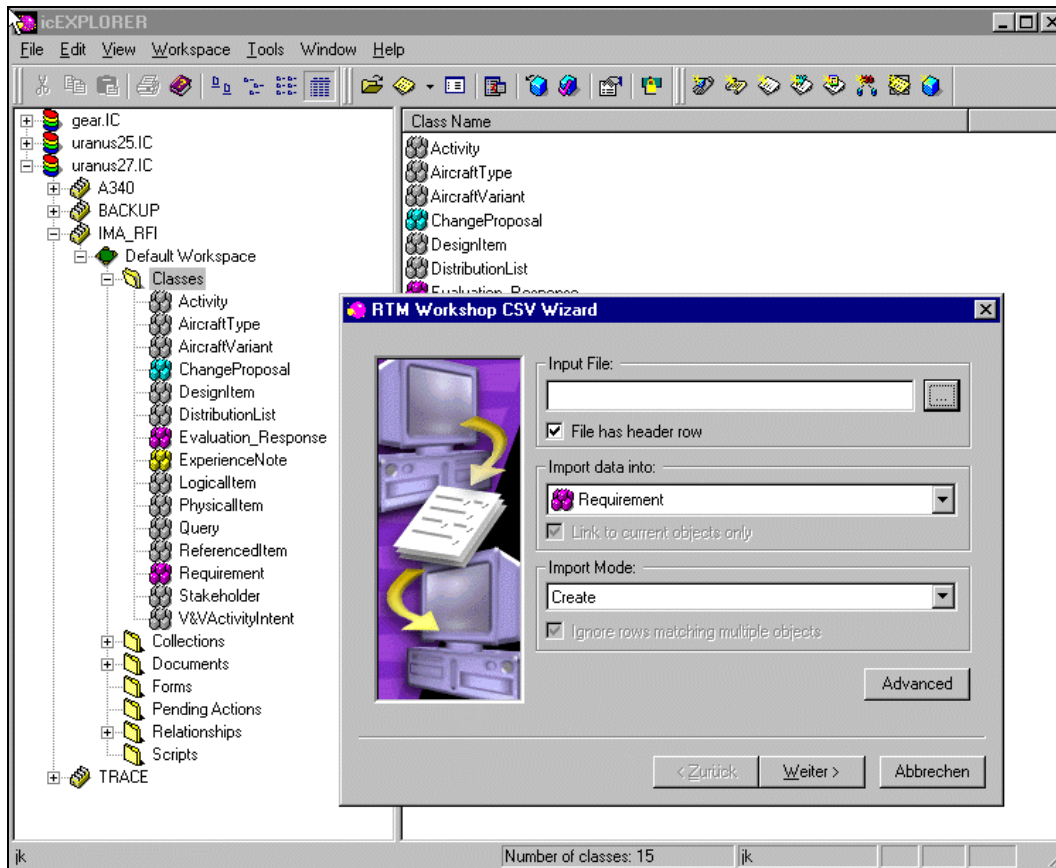 icEXPLORER
File Edit View Workspace Tools Window Help
gear.IC
uranus25.IC
uranus27.IC
A340
BACKUP
IMA_RFI
Default Workspace
Classes
Activity
AircraftType
AircraftVariant
ChangeProposal
DesignItem
DistributionList
Evaluation_Response
ExperienceNote
LogicalItem
PhysicalItem
Query
ReferencedItem
Requirement
Stakeholder
V&VActivityIntent
Collections
Documents
Forms
Pending Actions
Relationships
Scripts
TRACE
Class Name
Activity
AircraftType
AircraftVariant
ChangeProposal
DesignItem
DistributionList
Evaluation_Response
RTM Workshop CSV Wizard
Input File:
...
File has header row
Import data into:
Requirement
Link to current objects only
Import Mode:
Create
Ignore rows matching multiple objects
Advanced
< Zurück Weiter > Abbrechen
jk Number of classes: 15 jk